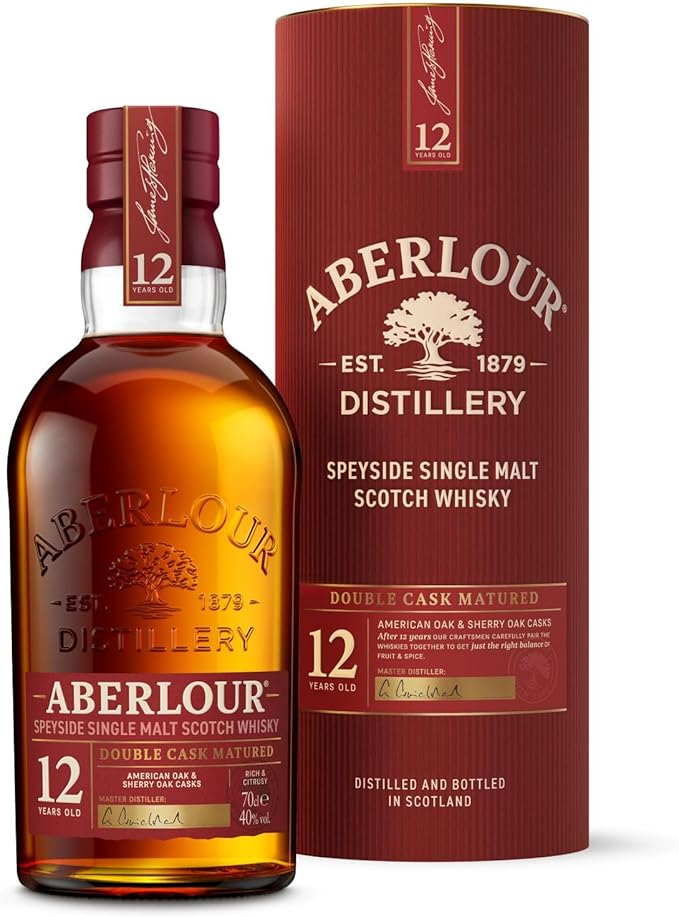 James Fleming
12
YEARS OLD
ABERLOUR
EST. 1879
DISTILLERY
ABERLOUR®
SPEYSIDE SINGLE MALT SCOTCH WHISKY
DOUBLE CASK MATURED
12
YEARS OLD
AMERICAN OAK &
SHERRY OAK CASKS
MASTER DISTILLER:
RICH &
CITRUSY
70cl e
40% vol.
James Fleming
12
YEARS OLD
ABERLOUR®
EST. 1879
DISTILLERY
SPEYSIDE SINGLE MALT
SCOTCH WHISKY
DOUBLE CASK MATURED
12
YEARS OLD
AMERICAN OAK & SHERRY OAK CASKS
After 12 years OUR CRAFTSMEN CAREFULLY PAIR THE
WHISKIES TOGETHER TO GET just the right balance OF
FRUIT & SPICE.
MASTER DISTILLER:
DISTILLED AND BOTTLED
IN SCOTLAND